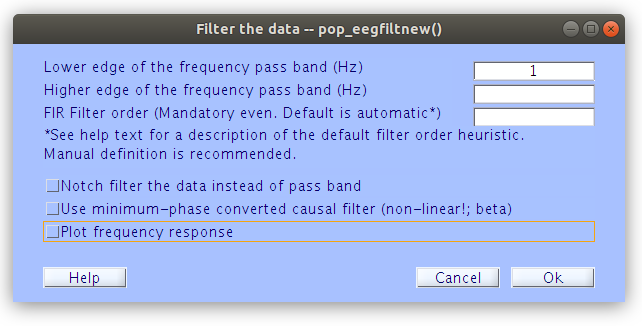 Filter the data -- pop_eegfiltnew()
Lower edge of the frequency pass band (Hz)
1
Higher edge of the frequency pass band (Hz)
FIR Filter order (Mandatory even. Default is automatic*)
*See help text for a description of the default filter order heuristic.
Manual definition is recommended.
Notch filter the data instead of pass band
Use minimum-phase converted causal filter (non-linear!; beta)
Plot frequency response
Help
Cancel
Ok